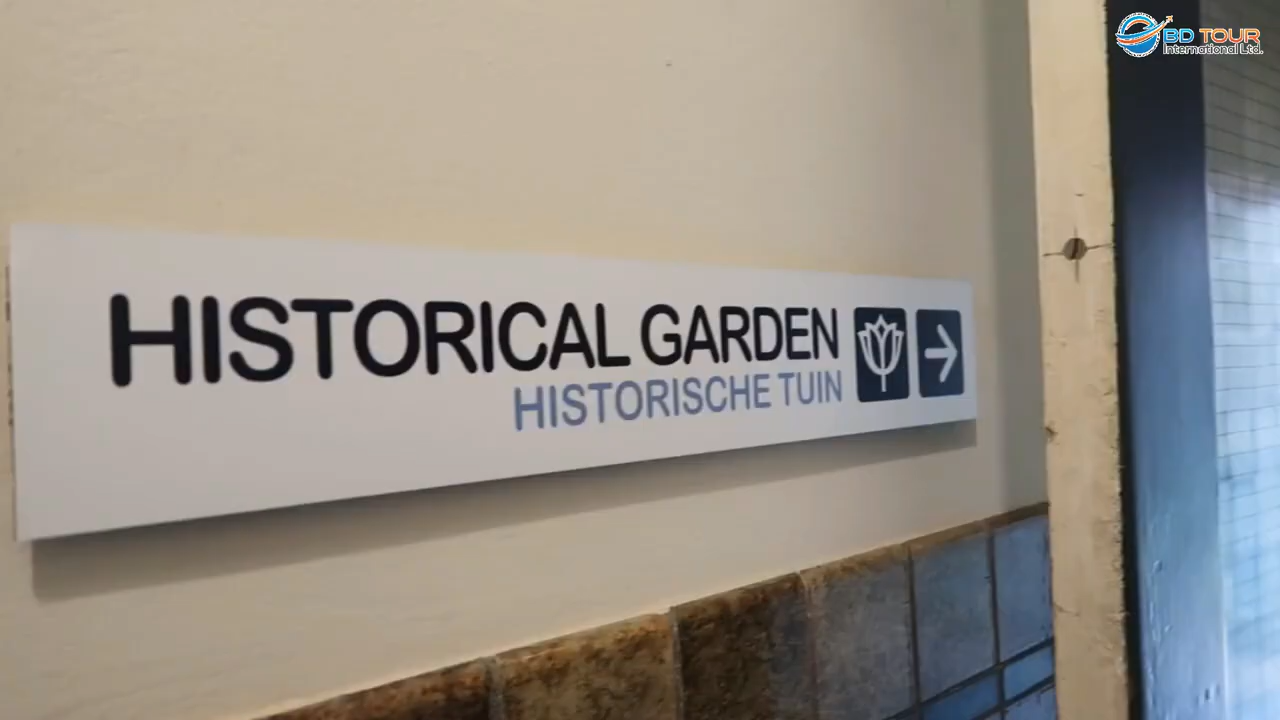 BD TOUR
International Ltd.
HISTORICAL GARDEN
HISTORISCHE TUIN